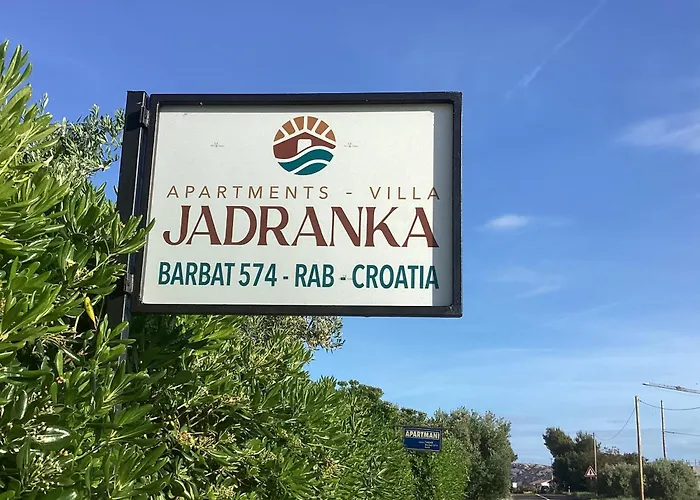 APARTMENTS - VILLA
JADRANKA
BARBAT 574 - RAB - CROATIA
APARTMANI